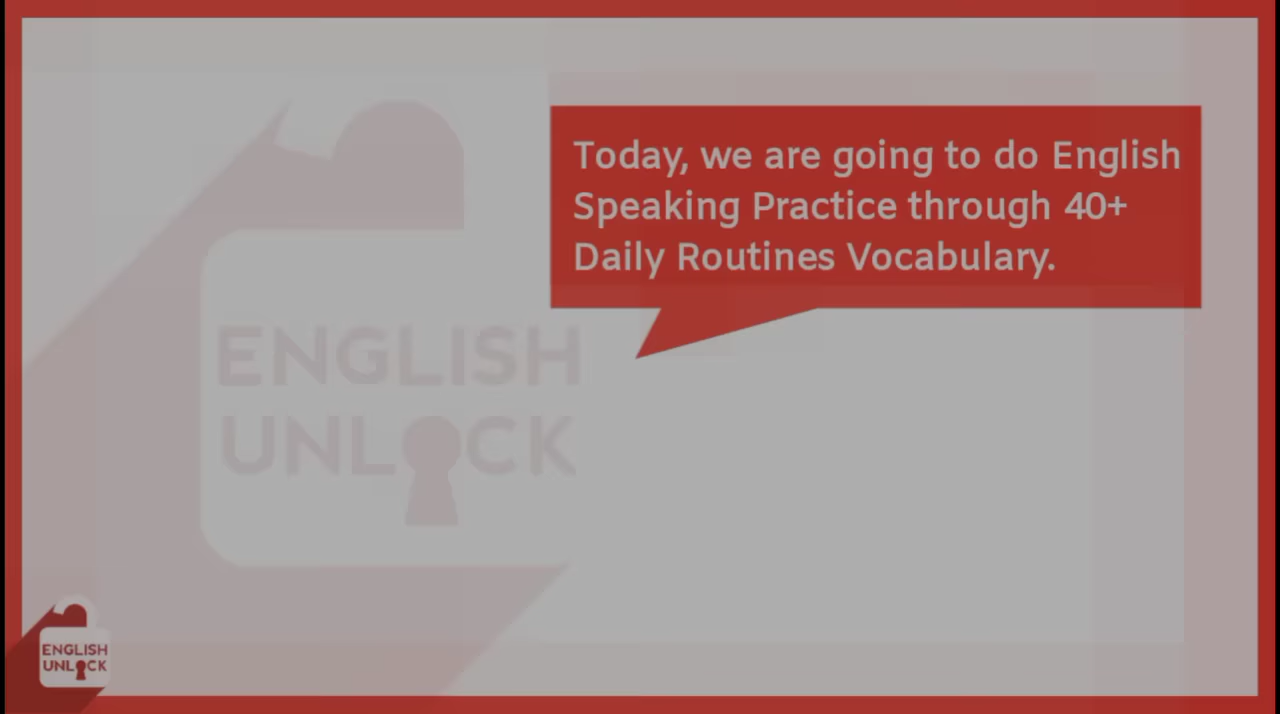 Today, we are going to do English
Speaking Practice through 40+
Daily Routines Vocabulary.
ENGLISH
UNLOCK
ENGLISH
UNLOCK